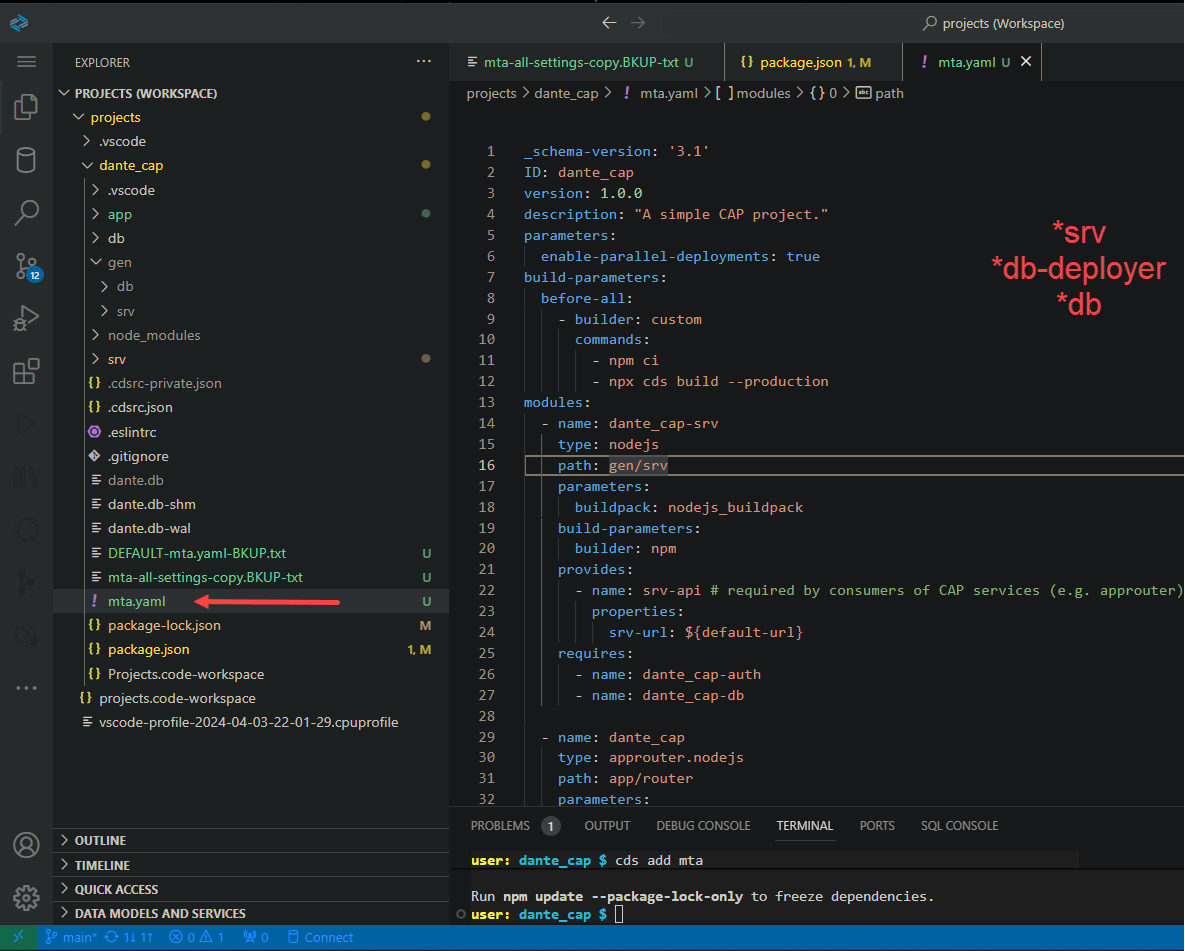 projects (Workspace)
EXPLORER
PROJECTS (WORKSPACE)
projects
.vscode
dante_cap
.vscode
app
db
gen
db
srv
node_modules
srv
.cdsrc-private.json
.cdsrc.json
.eslintrc
.gitignore
dante.db
dante.db-shm
dante.db-wal
DEFAULT-mta.yaml-BKUP.txt U
mta-all-settings-copy.BKUP-txt U
mta.yaml U
package-lock.json M
package.json 1, M
Projects.code-workspace
projects.code-workspace
vscode-profile-2024-04-03-22-01-29.cpuprofile
OUTLINE
TIMELINE
QUICK ACCESS
DATA MODELS AND SERVICES
12
mta-all-settings-copy.BKUP-txt U
package.json 1, M
mta.yaml U
projects > dante_cap > ! mta.yaml > [ ] modules > {} 0 > abc path
1 _schema-version: '3.1'
2 ID: dante_cap
3 version: 1.0.0
4 description: "A simple CAP project."
5 parameters:
6 enable-parallel-deployments: true
7 build-parameters:
8 before-all:
9 - builder: custom
10 commands:
11 - npm ci
12 - npx cds build --production
13 modules:
14 - name: dante_cap-srv
15 type: nodejs
16 path: gen/srv
17 parameters:
18 buildpack: nodejs_buildpack
19 build-parameters:
20 builder: npm
21 provides:
22 - name: srv-api # required by consumers of CAP services (e.g. approuter)
23 properties:
24 srv-url: ${default-url}
25 requires:
26 - name: dante_cap-auth
27 - name: dante_cap-db
28
29 - name: dante_cap
30 type: approuter.nodejs
31 path: app/router
32 parameters:
*srv
*db-deployer
*db
PROBLEMS 1 OUTPUT DEBUG CONSOLE TERMINAL PORTS SQL CONSOLE
user: dante_cap $ cds add mta
Run npm update --package-lock-only to freeze dependencies.
user: dante_cap $
main* 1↓ 1↑ 0 1 0 Connect